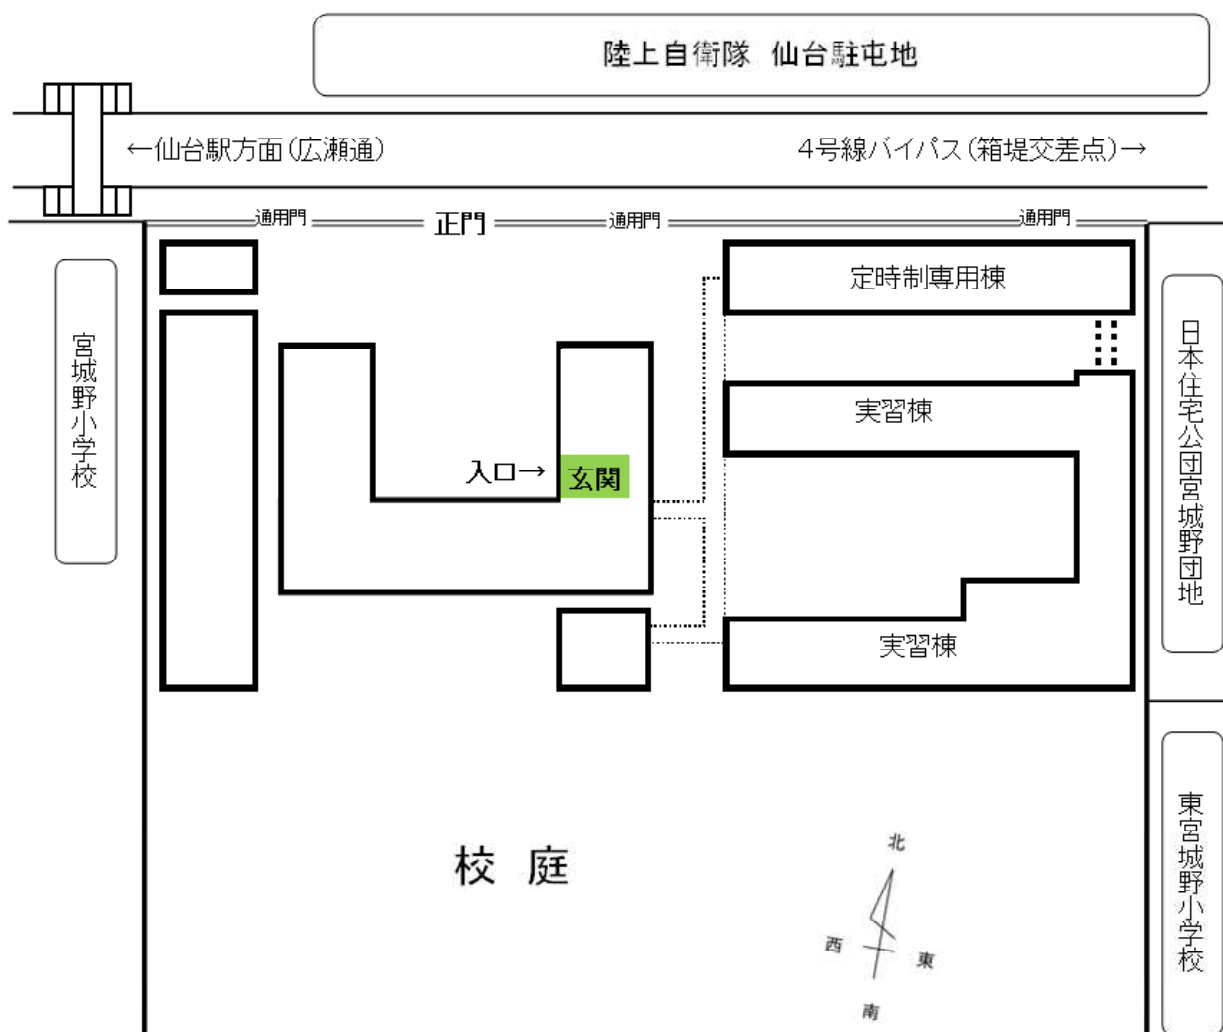 陸上自衛隊 仙台駐屯地
←仙台駅方面(広瀬通)
4号線バイパス(箱堤交差点)→
通用門
正門
通用門
通用門
定時制専用棟
宮城野小学校
日本住宅公団宮城野団地
実習棟
入口→
玄関
実習棟
東宮城野小学校
校庭
北
西
東
南